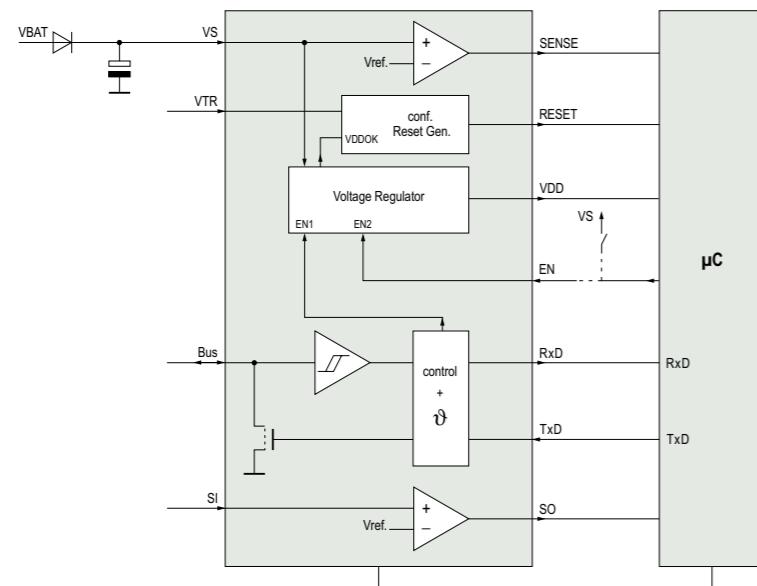 VBAT
VS
+
Vref.
–
SENSE
VTR
conf.
Reset Gen.
VDDOK
RESET
Voltage Regulator
EN1
EN2
VDD
VS
EN
µC
Bus
control
+
ϑ
RxD
RxD
TxD
TxD
SI
+
Vref.
–
SO